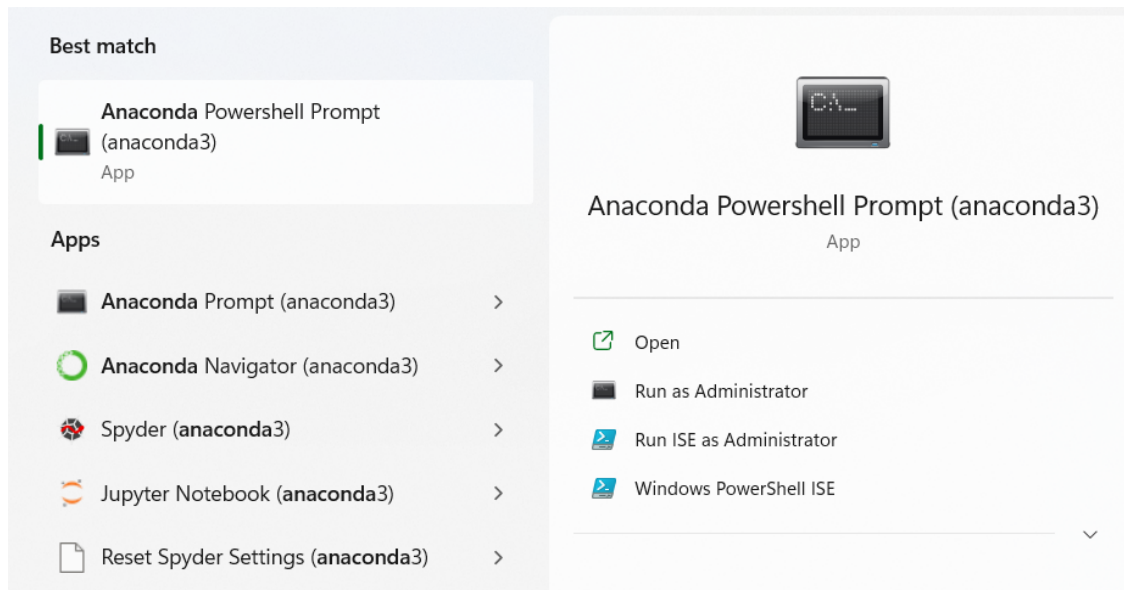 Best match
Anaconda Powershell Prompt
(anaconda3)
App
Apps
Anaconda Prompt (anaconda3)
Anaconda Navigator (anaconda3)
Spyder (anaconda3)
Jupyter Notebook (anaconda3)
Reset Spyder Settings (anaconda3)
C:\_
Anaconda Powershell Prompt (anaconda3)
App
Open
Run as Administrator
Run ISE as Administrator
Windows PowerShell ISE